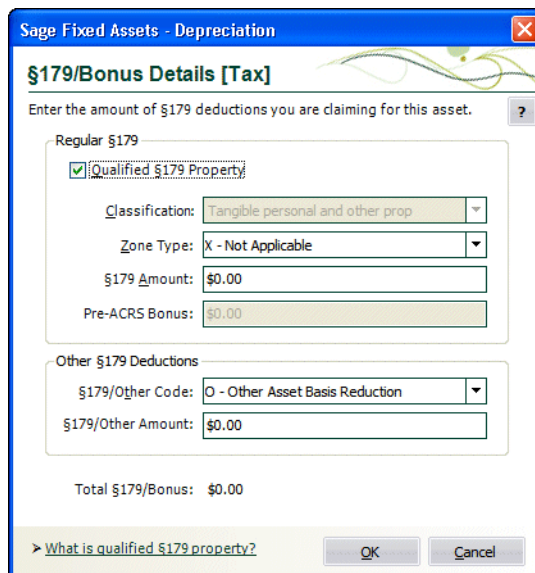 Sage Fixed Assets - Depreciation
§179/Bonus Details [Tax]
Enter the amount of §179 deductions you are claiming for this asset.
?
Regular §179
Qualified §179 Property
Classification: Tangible personal and other prop
Zone Type: X - Not Applicable
§179 Amount: $0.00
Pre-ACRS Bonus: $0.00
Other §179 Deductions
§179/Other Code: O - Other Asset Basis Reduction
§179/Other Amount: $0.00
Total §179/Bonus: $0.00
What is qualified §179 property?
OK Cancel